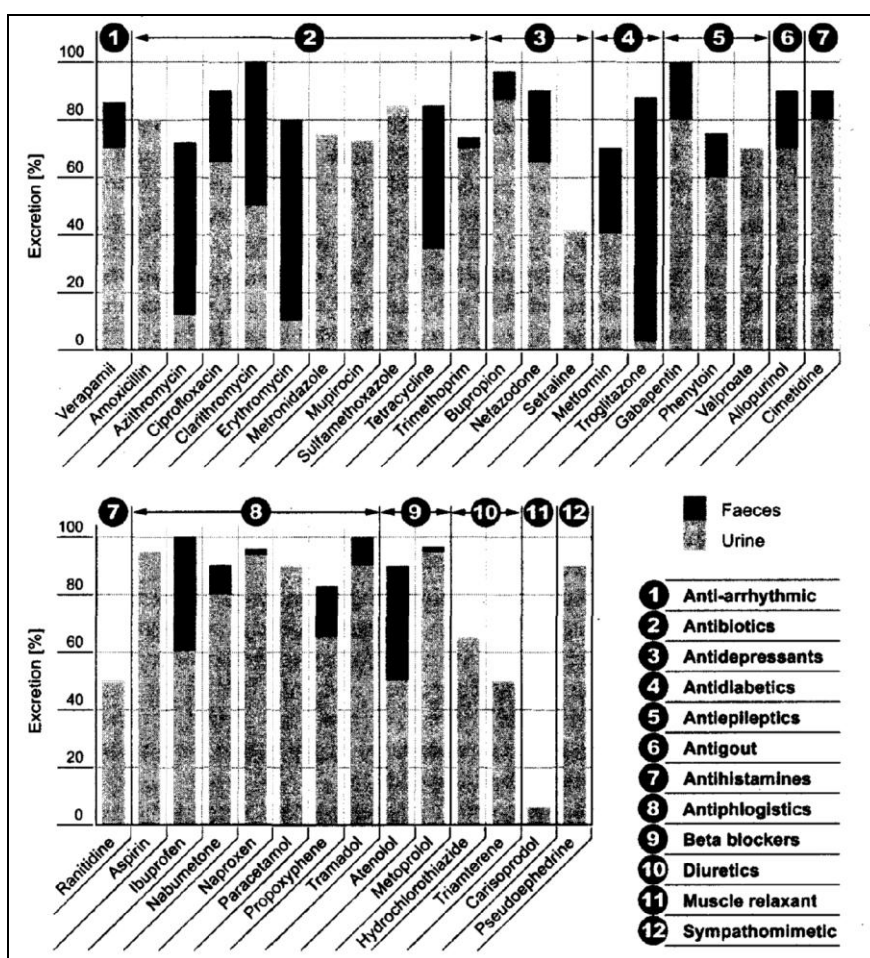 1 2 3 4 5 6 7
Excretion [%]
100
80
60
40
20
0
Verapamil
Amoxicillin
Azithromycin
Ciprofloxacin
Clarithromycin
Erythromycin
Metronidazole
Mupirocin
Sulfamethoxazole
Tetracycline
Trimethoprim
Bupropion
Nefazodone
Setraline
Metformin
Troglitazone
Gabapentin
Phenyloin
Valproate
Allopurinol
Cimetidine
7 8 9 10 11 12
Excretion [%]
100
80
60
40
20
0
Ranitidine
Aspirin
Ibuprofen
Nabumetone
Naproxen
Paracetamol
Propoxyphene
Tramadol
Atenolol
Metoprolol
Hydrochlorothiazide
Triamterene
Carisoprodol
Pseudoephedrine
Faeces
Urine
1 Anti-arrhythmic
2 Antibiotics
3 Antidepressants
4 Antidiabetics
5 Antiepileptics
6 Antigout
7 Antihistamines
8 Antiphlogistics
9 Beta blockers
10 Diuretics
11 Muscle relaxant
12 Sympathomimetic